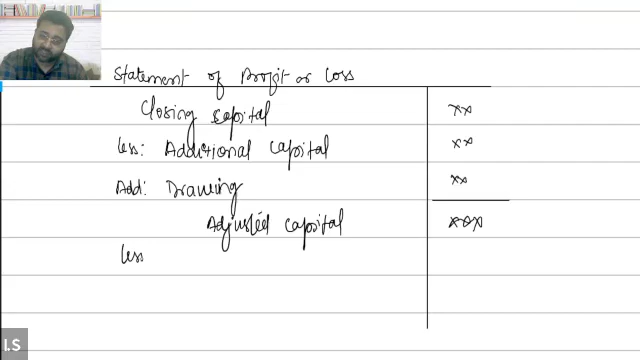 Statement of Profit or Loss
Closing Capital xx
less: Additional Capital xx
Add: Drawing xx
Adjusted Capital xxx
less
I.S